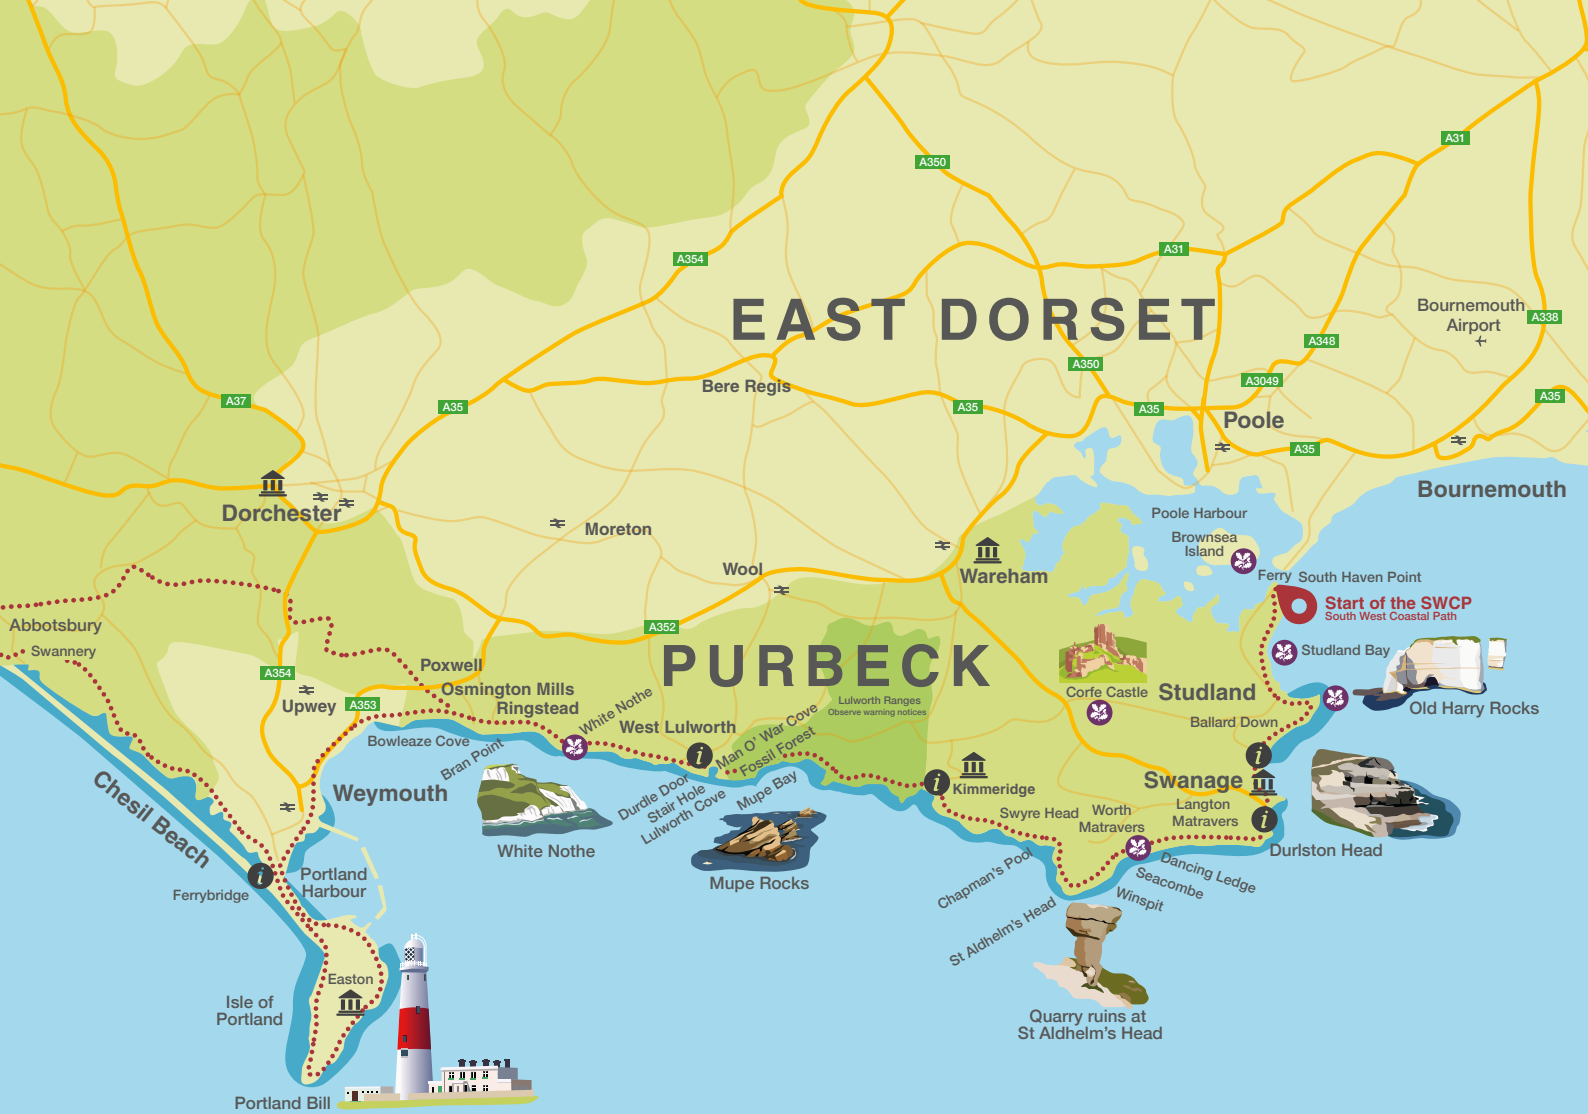 A31
A350
A31
A354
EAST DORSET
Bournemouth
Airport
A338
A348
A350
A3049
Bere Regis
A37
A35
A35
A35
A35
Poole
A35
Dorchester
Bournemouth
Moreton
Poole Harbour
Brownsea
Island
Wool
Wareham
Ferry
South Haven Point
Start of the SWCP
South West Coastal Path
Abbotsbury
Swannery
A352
Studland Bay
PURBECK
Poxwell
A354
Upwey
A353
Osmington Mills
Ringstead
White Nothe
West Lulworth
Lulworth Ranges
Observe warning notices
Corfe Castle
Studland
Old Harry Rocks
Ballard Down
Bowleaze Cove
Bran Point
Man O' War Cove
Fossil Forest
Durdle Door
Stair Hole
Lulworth Cove
Mupe Bay
Chesil Beach
Weymouth
Kimmeridge
Swanage
Swyre Head
Worth
Matravers
Langton
Matravers
White Nothe
Mupe Rocks
Durlston Head
Portland
Harbour
Ferrybridge
Chapman's Pool
Dancing Ledge
Seacombe
Winspit
St Aldhelm's Head
Easton
Isle of
Portland
Quarry ruins at
St Aldhelm's Head
Portland Bill
i
i
i
i
i